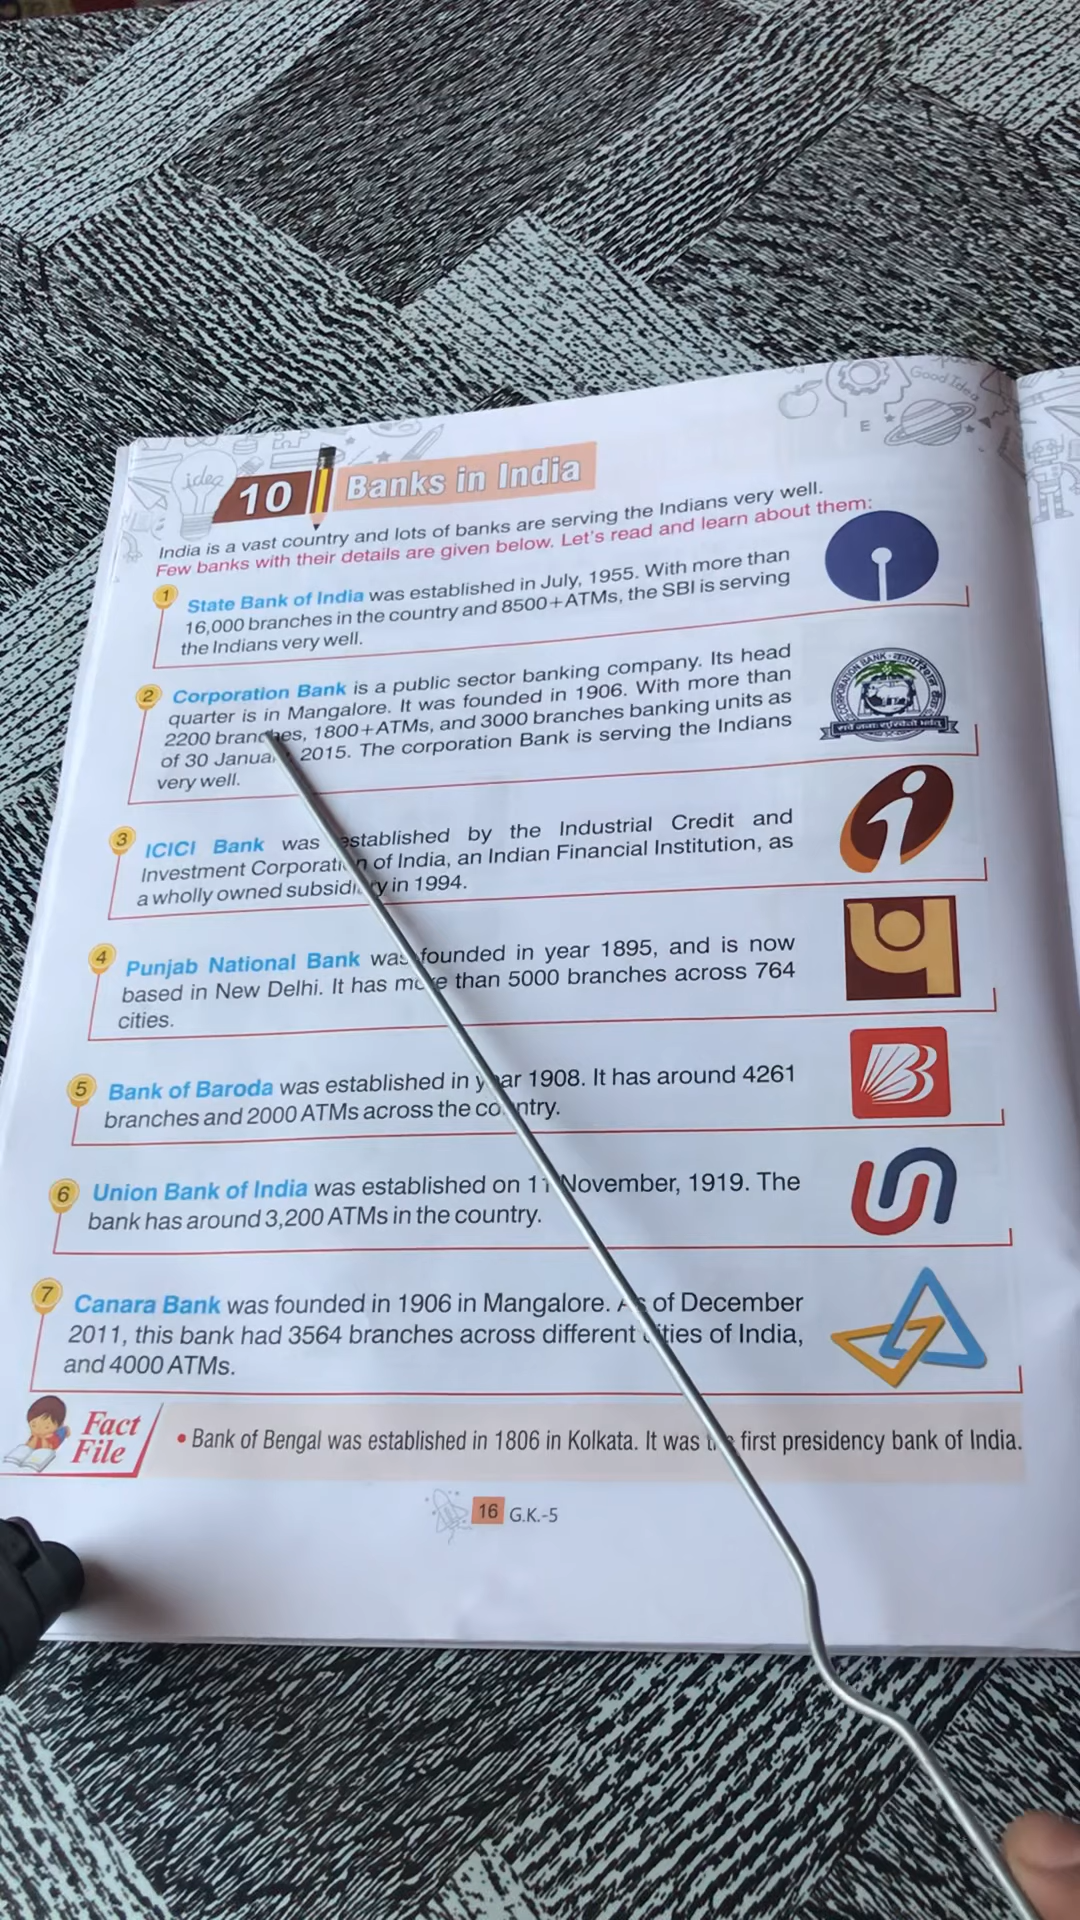 Good Idea
E
idea
10 Banks in India
India is a vast country and lots of banks are serving the Indians very well.
Few banks with their details are given below. Let's read and learn about them:
1 State Bank of India was established in July, 1955. With more than
16,000 branches in the country and 8500+ATMs, the SBI is serving
the Indians very well.
2 Corporation Bank is a public sector banking company. Its head
quarter is in Mangalore. It was founded in 1906. With more than
2200 branches, 1800+ATMs, and 3000 branches banking units as
of 30 January 2015. The corporation Bank is serving the Indians
very well.
CORPORATION BANK
3 ICICI Bank was established by the Industrial Credit and
Investment Corporation of India, an Indian Financial Institution, as
a wholly owned subsidiary in 1994.
4 Punjab National Bank was founded in year 1895, and is now
based in New Delhi. It has more than 5000 branches across 764
cities.
5 Bank of Baroda was established in year 1908. It has around 4261
branches and 2000 ATMs across the country.
6 Union Bank of India was established on 11 November, 1919. The
bank has around 3,200 ATMs in the country.
7 Canara Bank was founded in 1906 in Mangalore. As of December
2011, this bank had 3564 branches across different cities of India,
and 4000 ATMs.
Fact
File
• Bank of Bengal was established in 1806 in Kolkata. It was the first presidency bank of India.
16 G.K.-5